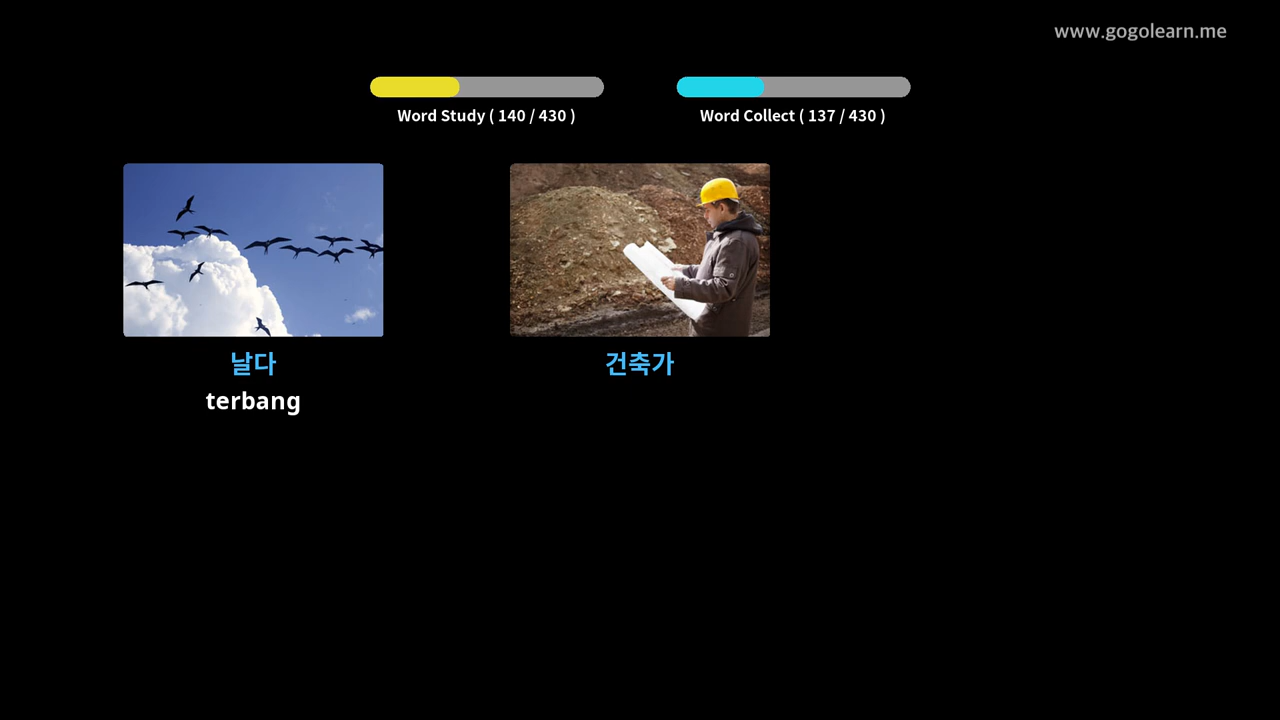 www.gogolearn.me
Word Study ( 140 / 430 )
Word Collect ( 137 / 430 )
날다
건축가
terbang